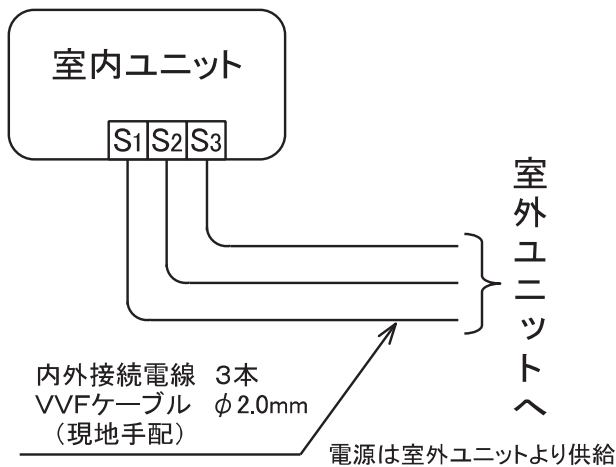 室内ユニット
S1 S2 S3
室外ユニットへ
内外接続電線 3本
VVFケーブル φ2.0mm
(現地手配)
電源は室外ユニットより供給